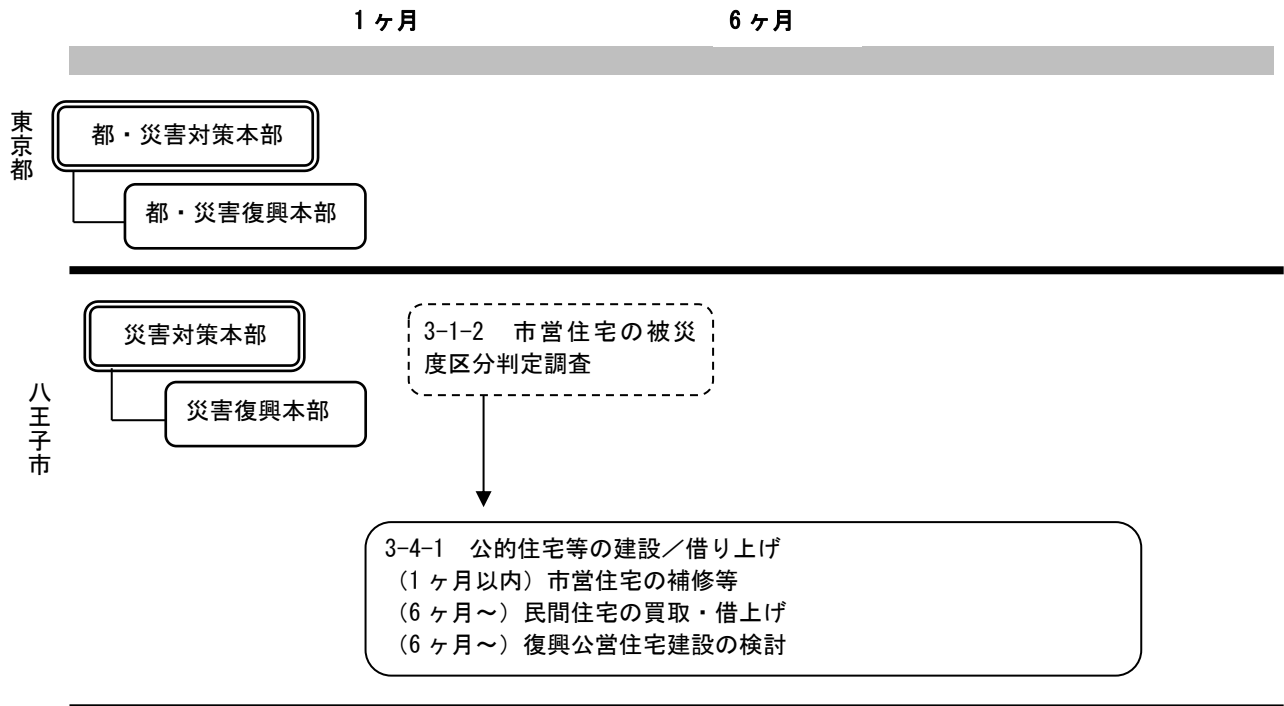 1ヶ月 6ヶ月
東京都
都・災害対策本部
都・災害復興本部
八王子市
災害対策本部
災害復興本部
3-1-2 市営住宅の被災
度区分判定調査
3-4-1 公的住宅等の建設/借り上げ
(1ヶ月以内)市営住宅の補修等
(6ヶ月~)民間住宅の買取・借上げ
(6ヶ月~)復興公営住宅建設の検討